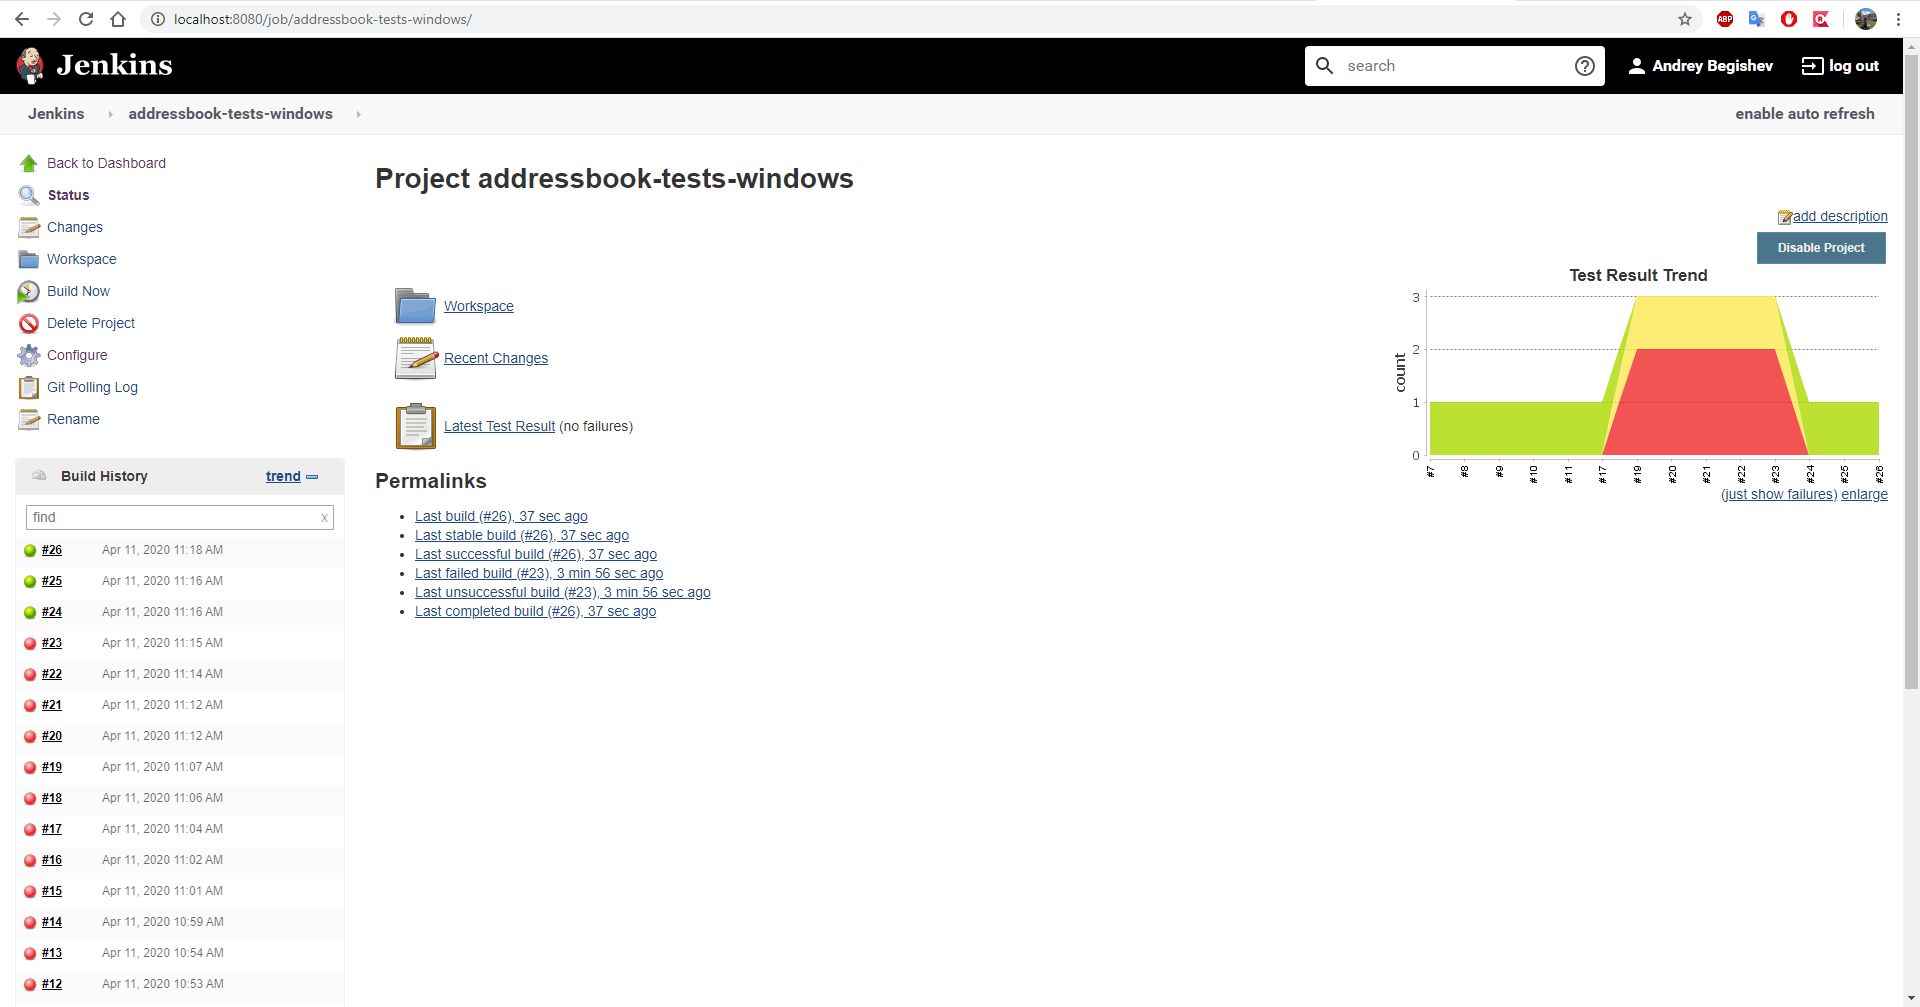 localhost:8080/job/addressbook-tests-windows/
ABP
Jenkins
search
Andrey Begishev
log out
Jenkins
addressbook-tests-windows
enable auto refresh
Back to Dashboard
Status
Changes
Workspace
Build Now
Delete Project
Configure
Git Polling Log
Rename
Build History
trend
find
x
#26 Apr 11, 2020 11:18 AM
#25 Apr 11, 2020 11:16 AM
#24 Apr 11, 2020 11:16 AM
#23 Apr 11, 2020 11:15 AM
#22 Apr 11, 2020 11:14 AM
#21 Apr 11, 2020 11:12 AM
#20 Apr 11, 2020 11:12 AM
#19 Apr 11, 2020 11:07 AM
#18 Apr 11, 2020 11:06 AM
#17 Apr 11, 2020 11:04 AM
#16 Apr 11, 2020 11:02 AM
#15 Apr 11, 2020 11:01 AM
#14 Apr 11, 2020 10:59 AM
#13 Apr 11, 2020 10:54 AM
#12 Apr 11, 2020 10:53 AM
Project addressbook-tests-windows
add description
Disable Project
Workspace
Recent Changes
Latest Test Result (no failures)
Permalinks
Last build (#26), 37 sec ago
Last stable build (#26), 37 sec ago
Last successful build (#26), 37 sec ago
Last failed build (#23), 3 min 56 sec ago
Last unsuccessful build (#23), 3 min 56 sec ago
Last completed build (#26), 37 sec ago
Test Result Trend
count
3
2
1
0
#7 #8 #9 #10 #11 #17 #19 #20 #21 #22 #23 #24 #25 #26
(just show failures) enlarge